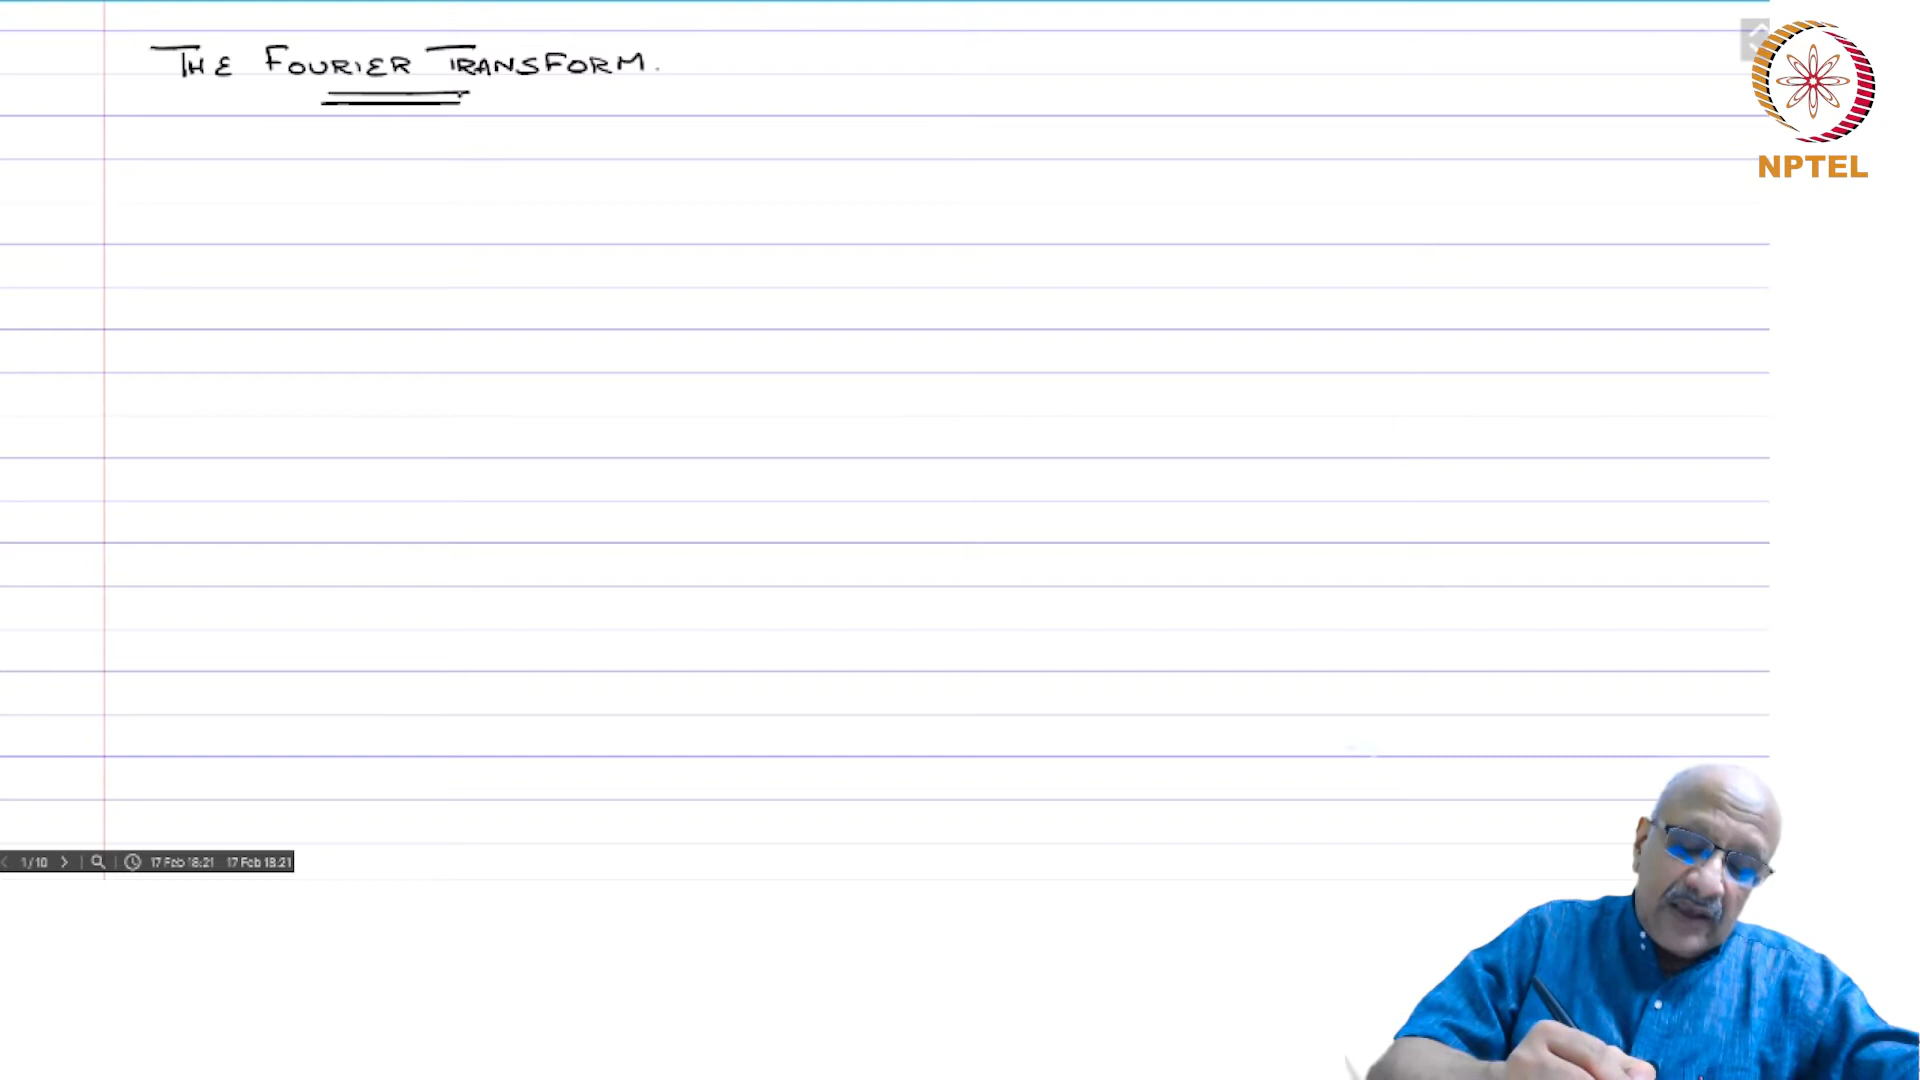 THE FOURIER TRANSFORM.
NPTEL
1/10 17 Feb 18:21 17 Feb 18:21